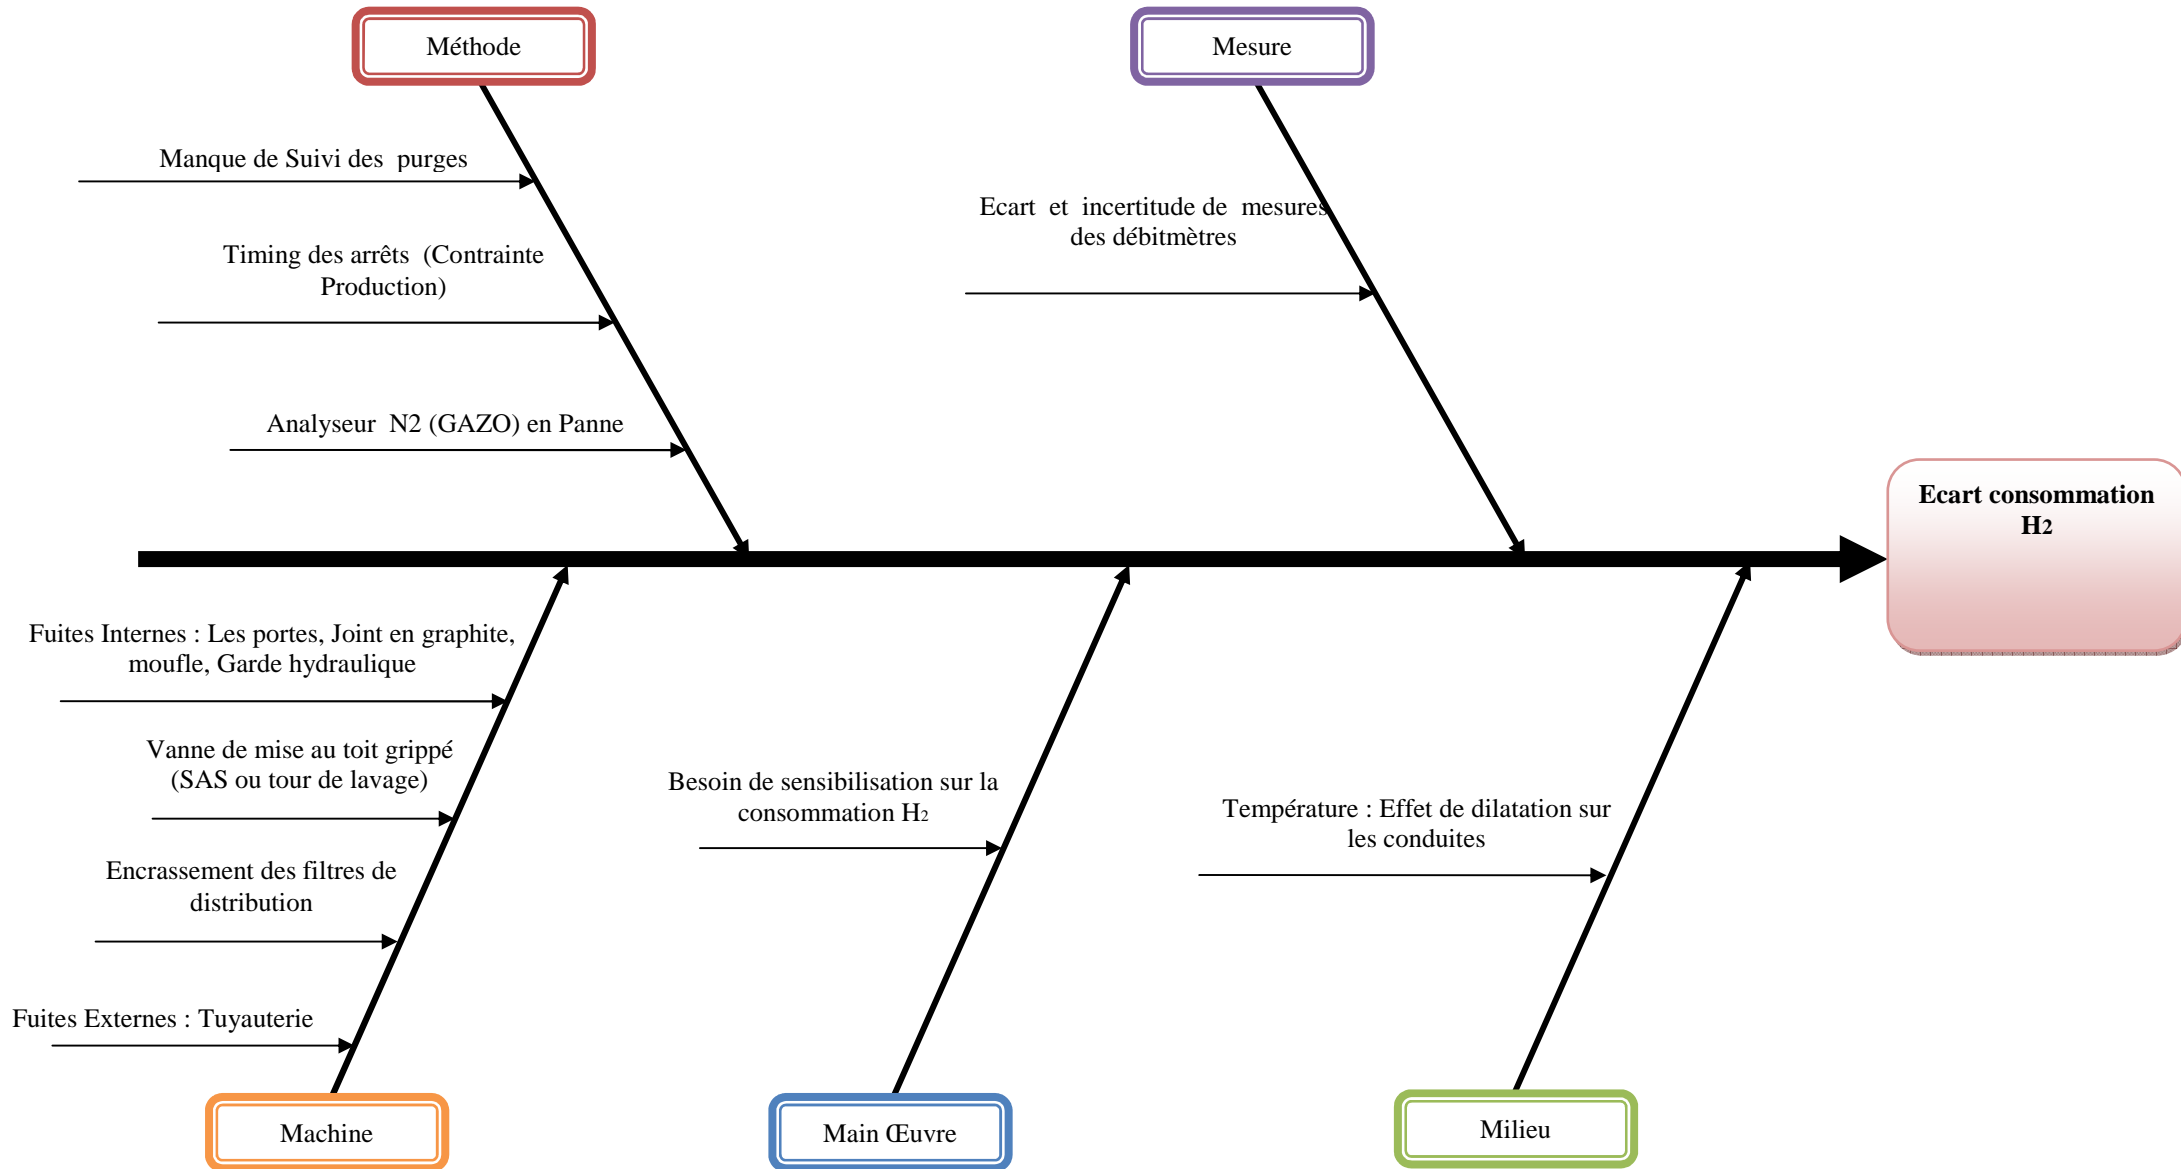 Méthode
Mesure
Manque de Suivi des  purges
Ecart  et  incertitude de  mesures
des débitmètres
Timing des arrêts  (Contrainte
Production)
Analyseur  N2 (GAZO) en Panne
Ecart consommation
H2
Fuites Internes : Les portes, Joint en graphite,
moufle, Garde hydraulique
Vanne de mise au toit grippé
(SAS ou tour de lavage)
Encrassement des filtres de
distribution
Fuites Externes : Tuyauterie
Besoin de sensibilisation sur la
consommation H2
Température : Effet de dilatation sur
les conduites
Machine
Main Œuvre
Milieu